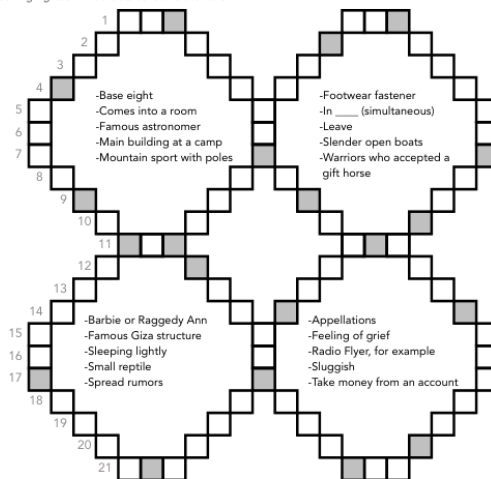 1
2
3
4
5
6
7
8
9
10
11
12
13
14
15
16
17
18
19
20
21
-Base eight
-Comes into a room
-Famous astronomer
-Main building at a camp
-Mountain sport with poles
-Footwear fastener
-In ____ (simultaneous)
-Leave
-Slender open boats
-Warriors who accepted a
gift horse
-Barbie or Raggedy Ann
-Famous Giza structure
-Sleeping lightly
-Small reptile
-Spread rumors
-Appellations
-Feeling of grief
-Radio Flyer, for example
-Sluggish
-Take money from an account